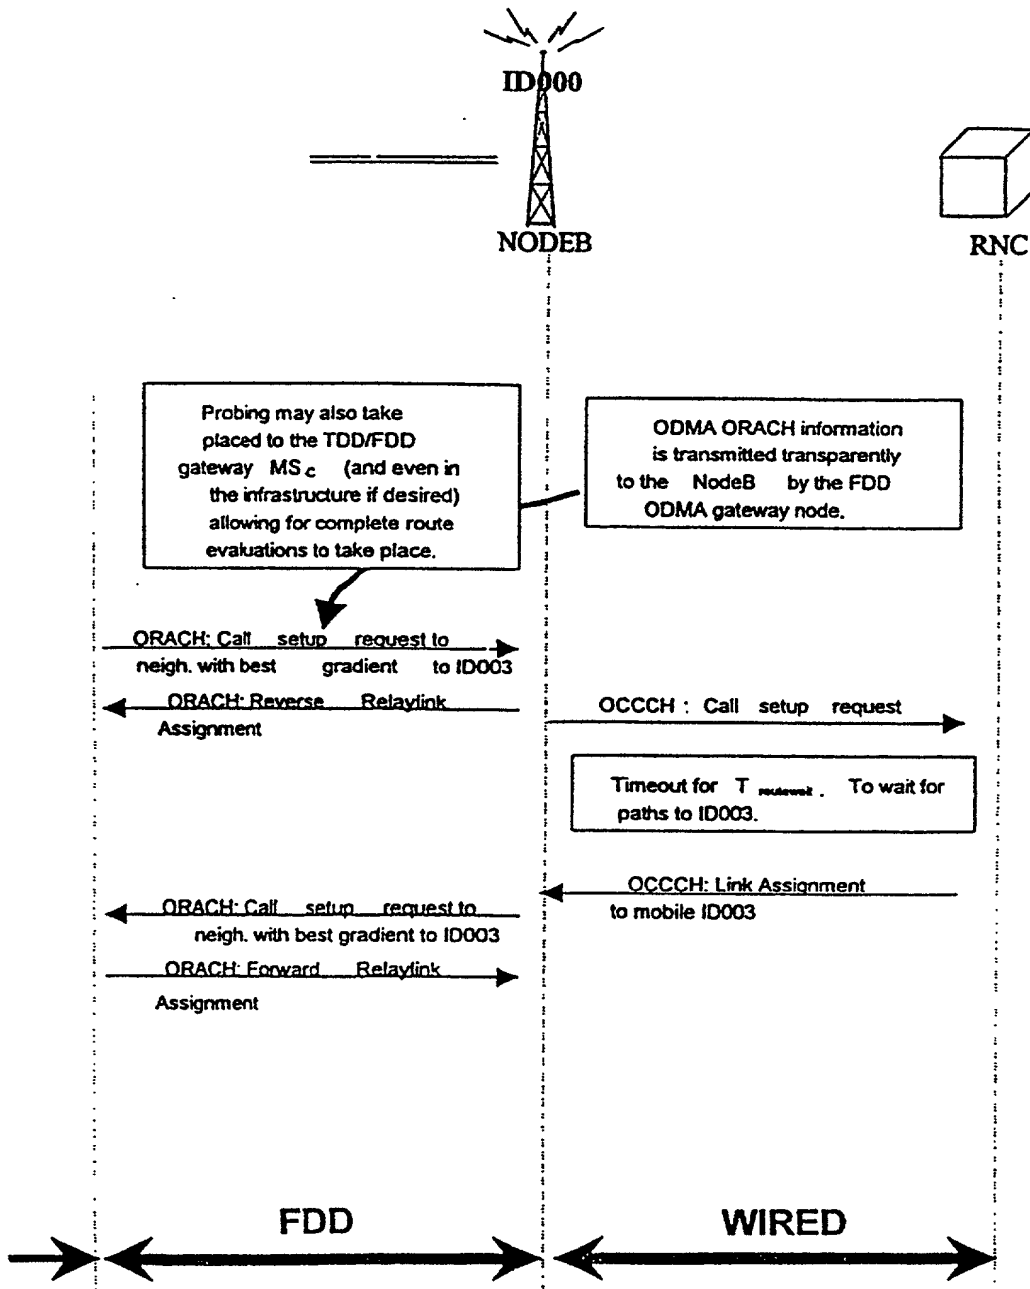 ID000
NODEB
RNC
Probing may also take
placed to the TDD/FDD
gateway MS c (and even in
the infrastructure if desired)
allowing for complete route
evaluations to take place.
ODMA ORACH information
is transmitted transparently
to the NodeB by the FDD
ODMA gateway node.
ORACH: Call setup request to
neigh. with best gradient to ID003
ORACH: Reverse Relaylink
Assignment
OCCCH : Call setup request
Timeout for T routewait . To wait for
paths to ID003.
OCCCH: Link Assignment
to mobile ID003
ORACH: Call setup request to
neigh. with best gradient to ID003
ORACH: Forward Relaylink
Assignment
FDD
WIRED